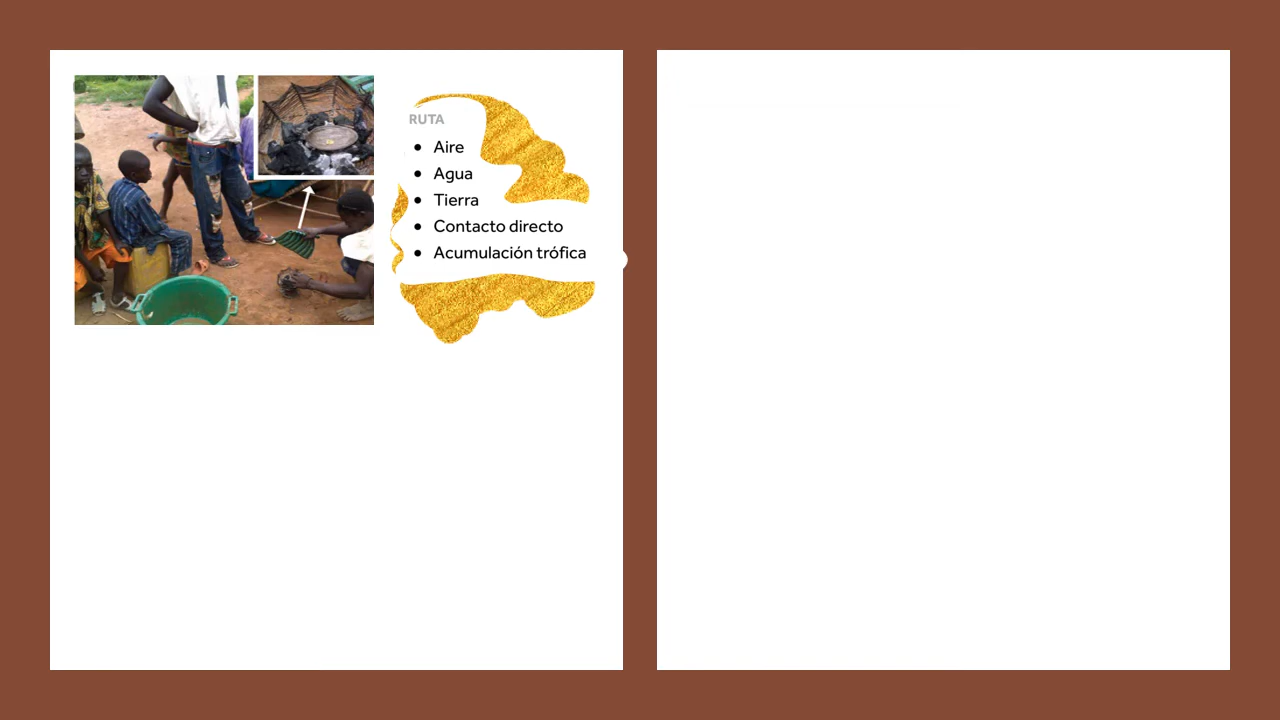 RUTA
Aire
Agua
Tierra
Contacto directo
Acumulación trófica